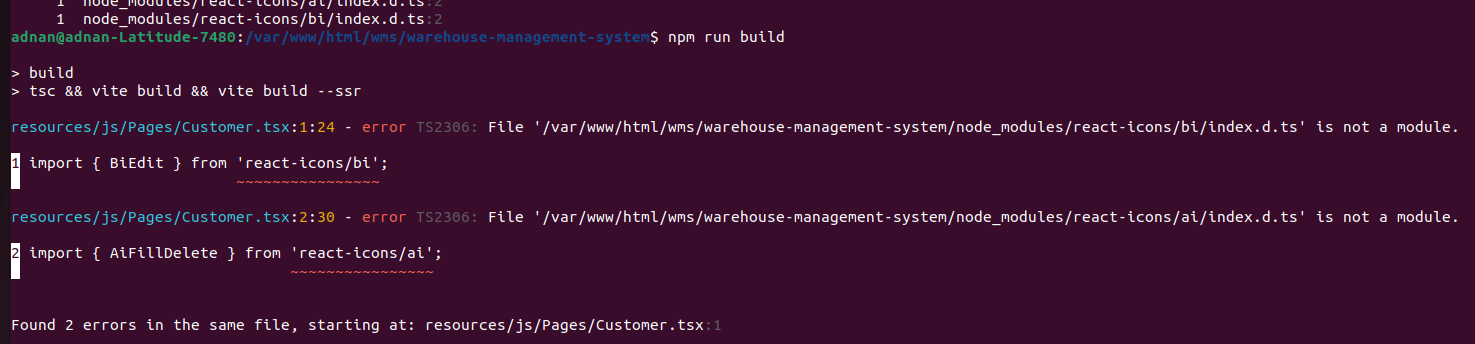 1 node_modules/react-icons/ai/index.d.ts:2
1 node_modules/react-icons/bi/index.d.ts:2
adnan@adnan-Latitude-7480:/var/www/html/wms/warehouse-management-system$ npm run build
> build
> tsc && vite build && vite build --ssr
resources/js/Pages/Customer.tsx:1:24 - error TS2306: File '/var/www/html/wms/warehouse-management-system/node_modules/react-icons/bi/index.d.ts' is not a module.
1 import { BiEdit } from 'react-icons/bi';
~~~~~~~~~~~~~~~~
resources/js/Pages/Customer.tsx:2:30 - error TS2306: File '/var/www/html/wms/warehouse-management-system/node_modules/react-icons/ai/index.d.ts' is not a module.
2 import { AiFillDelete } from 'react-icons/ai';
~~~~~~~~~~~~~~~~
Found 2 errors in the same file, starting at: resources/js/Pages/Customer.tsx:1